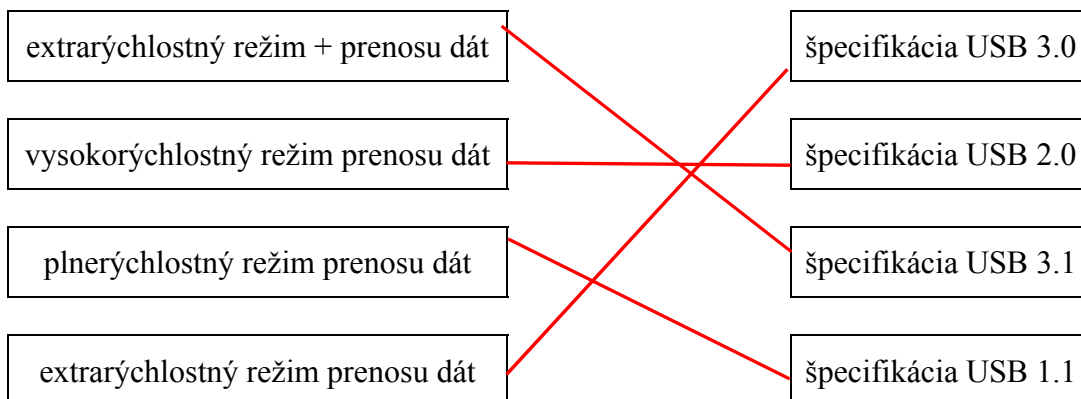 extrarýchlostný režim + prenosu dát
špecifikácia USB 3.0
vysokorýchlostný režim prenosu dát
špecifikácia USB 2.0
plnerýchlostný režim prenosu dát
špecifikácia USB 3.1
extrarýchlostný režim prenosu dát
špecifikácia USB 1.1